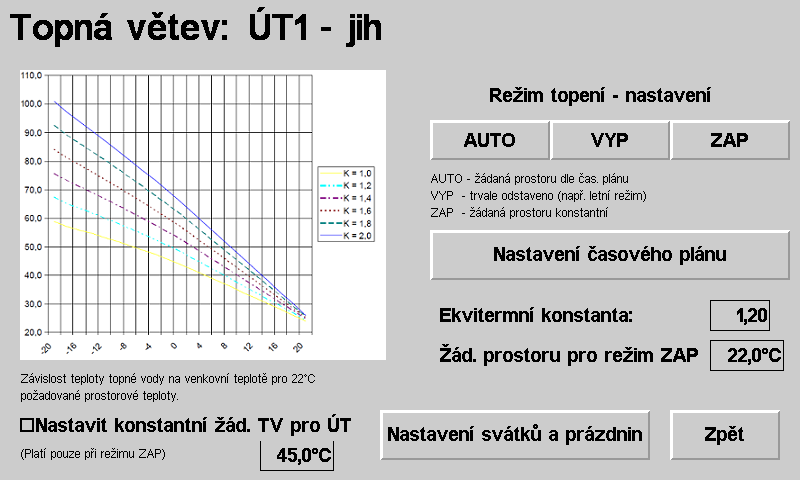 Topná větev: ÚT1 - jih
110,0
100,0
90,0
80,0
70,0
60,0
50,0
40,0
30,0
20,0
-20
-16
-12
-8
-4
0
4
8
12
16
20
K = 1,0
K = 1,2
K = 1,4
K = 1,6
K = 1,8
K = 2,0
Závislost teploty topné vody na venkovní teplotě pro 22°C
požadované prostorové teploty.
Nastavit konstantní žád. TV pro ÚT
(Platí pouze při režimu ZAP)
45,0°C
Režim topení - nastavení
AUTO VYP ZAP
AUTO - žádaná prostoru dle čas. plánu
VYP - trvale odstaveno (např. letní režim)
ZAP - žádaná prostoru konstantní
Nastavení časového plánu
Ekvitermní konstanta: 1,20
Žád. prostoru pro režim ZAP 22,0°C
Nastavení svátků a prázdnin
Zpět